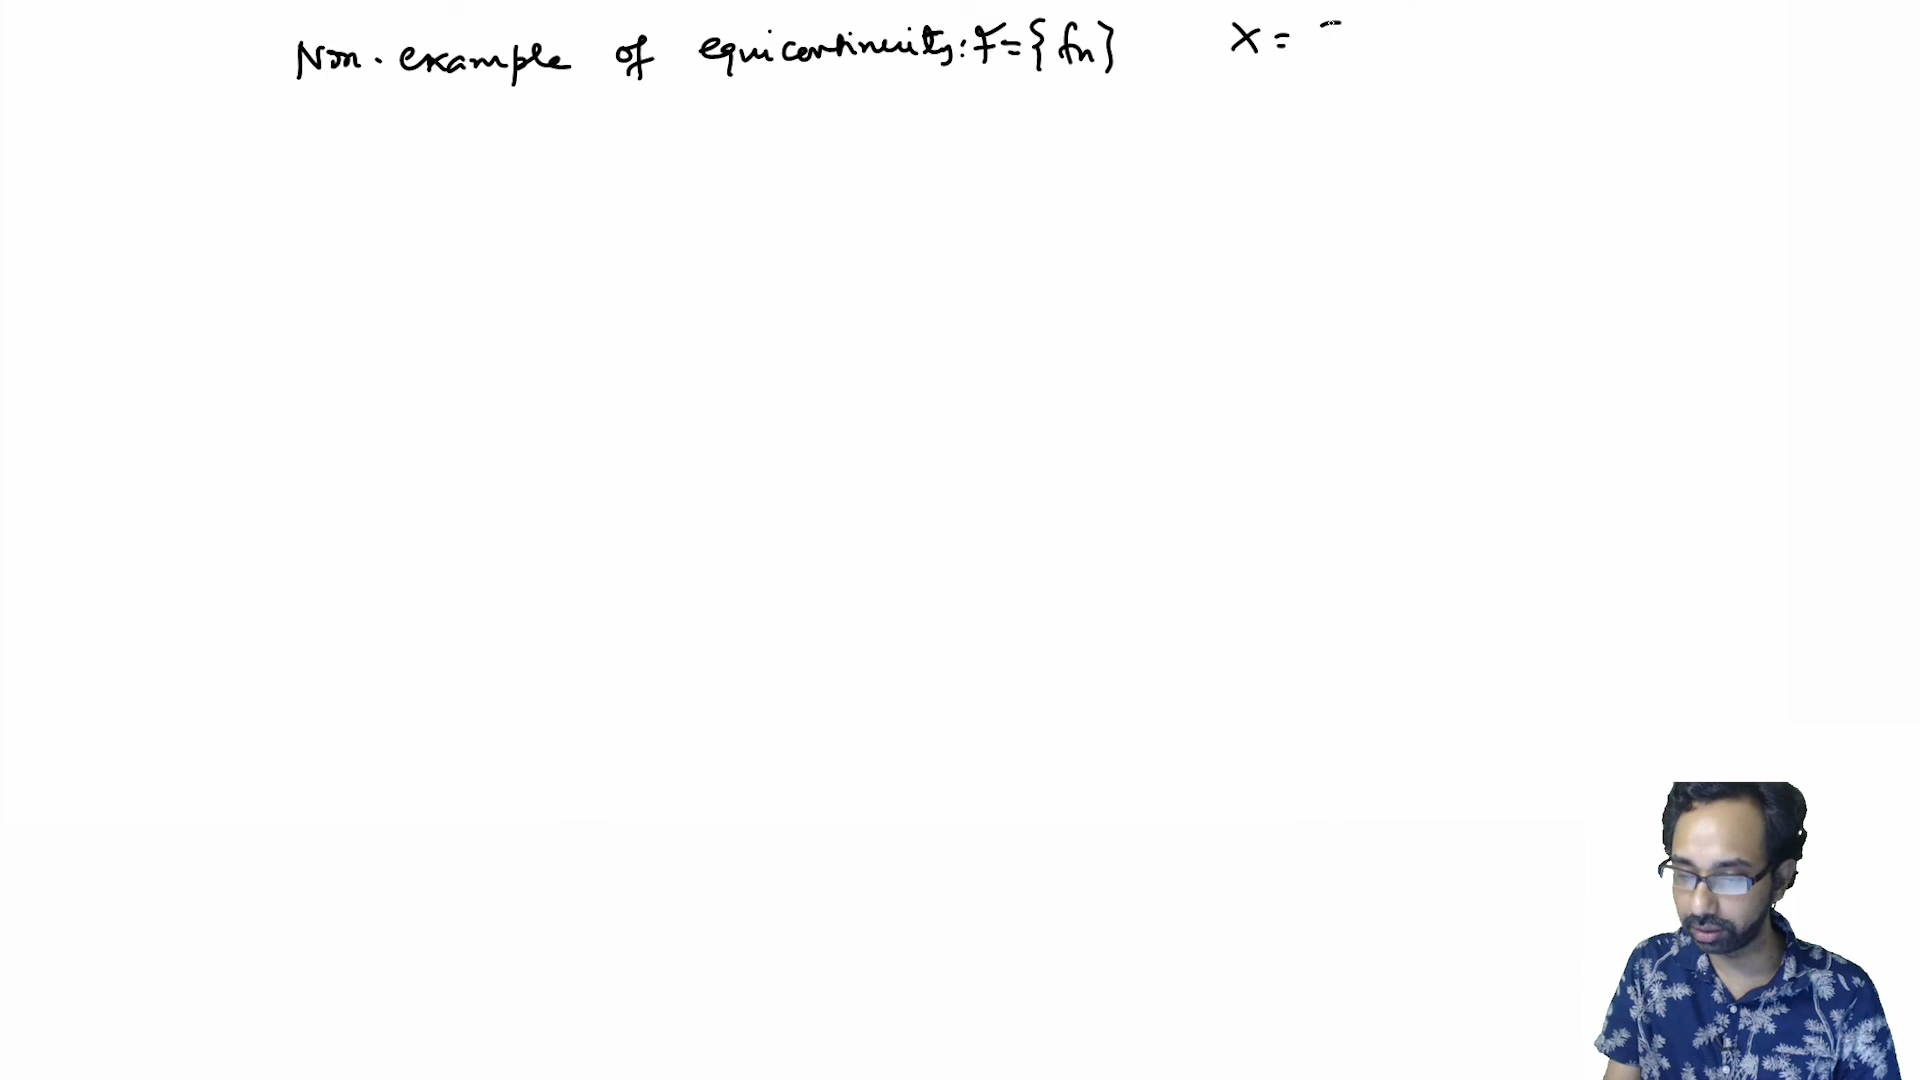 Non-example of equicontinuity: F = {fn} X =